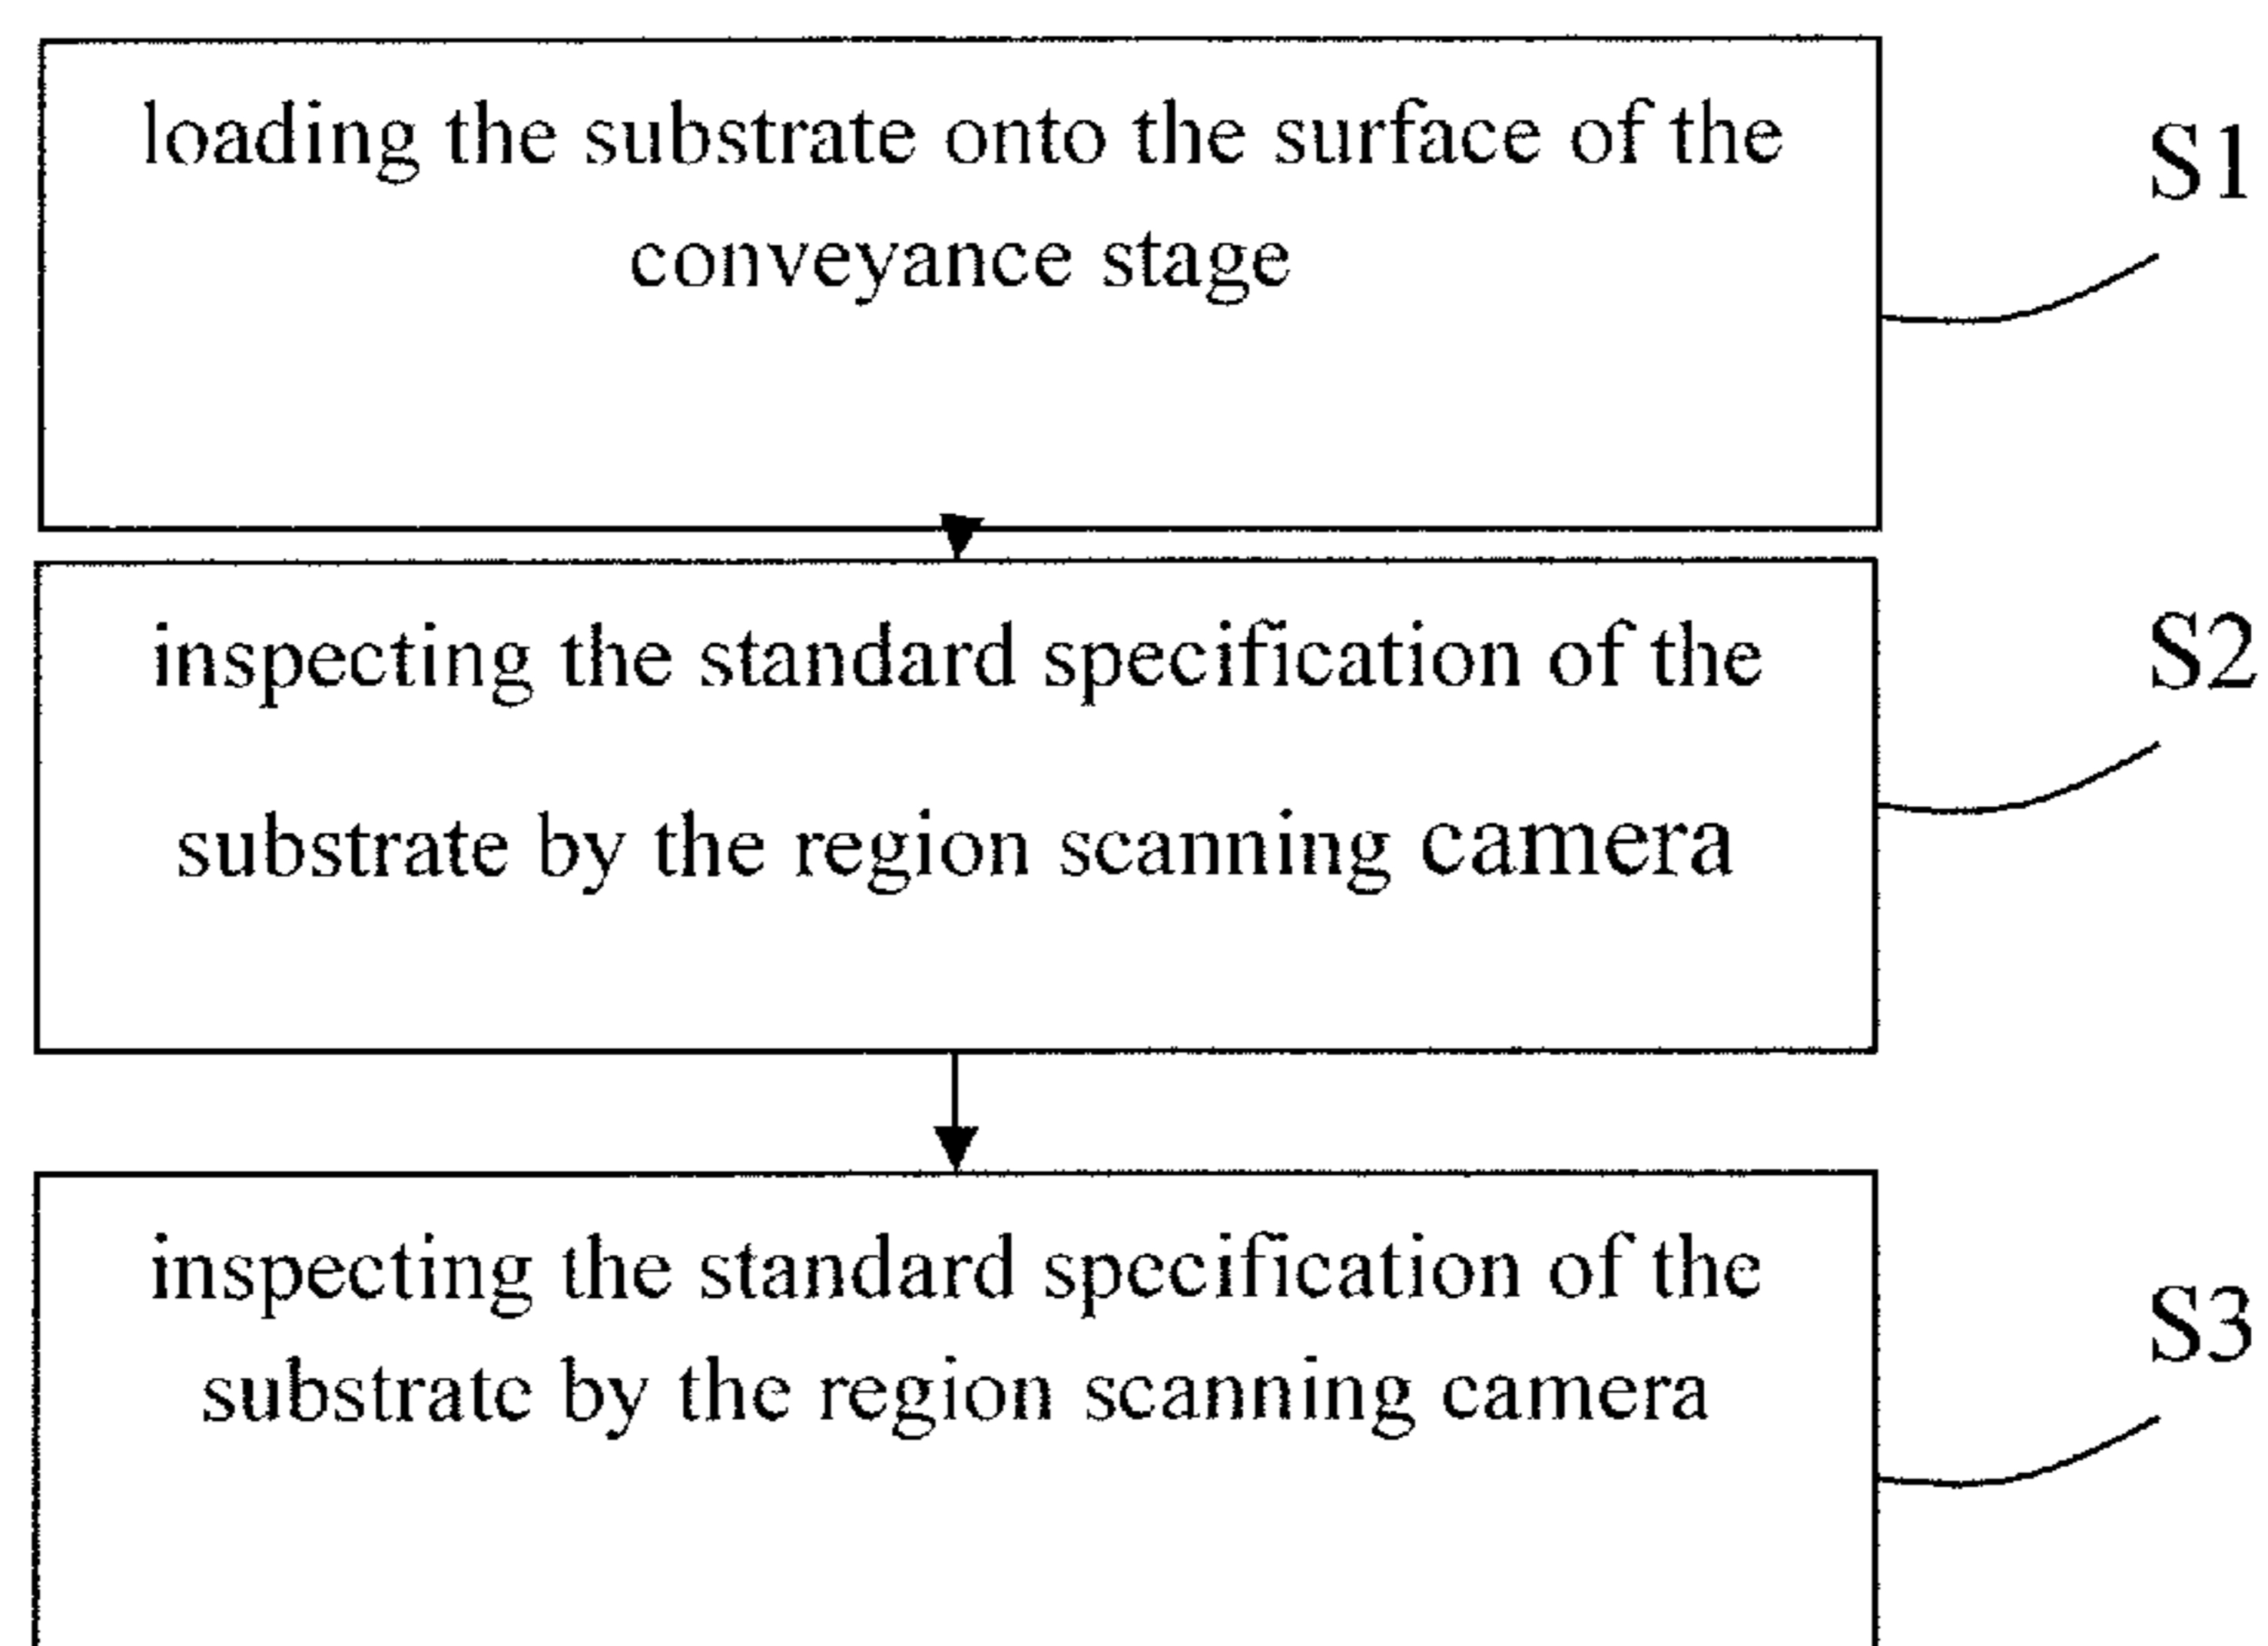 loading the substrate onto the surface of the
conveyance stage
S1
inspecting the standard specification of the
substrate by the region scanning camera
S2
inspecting the standard specification of the
substrate by the region scanning camera
S3